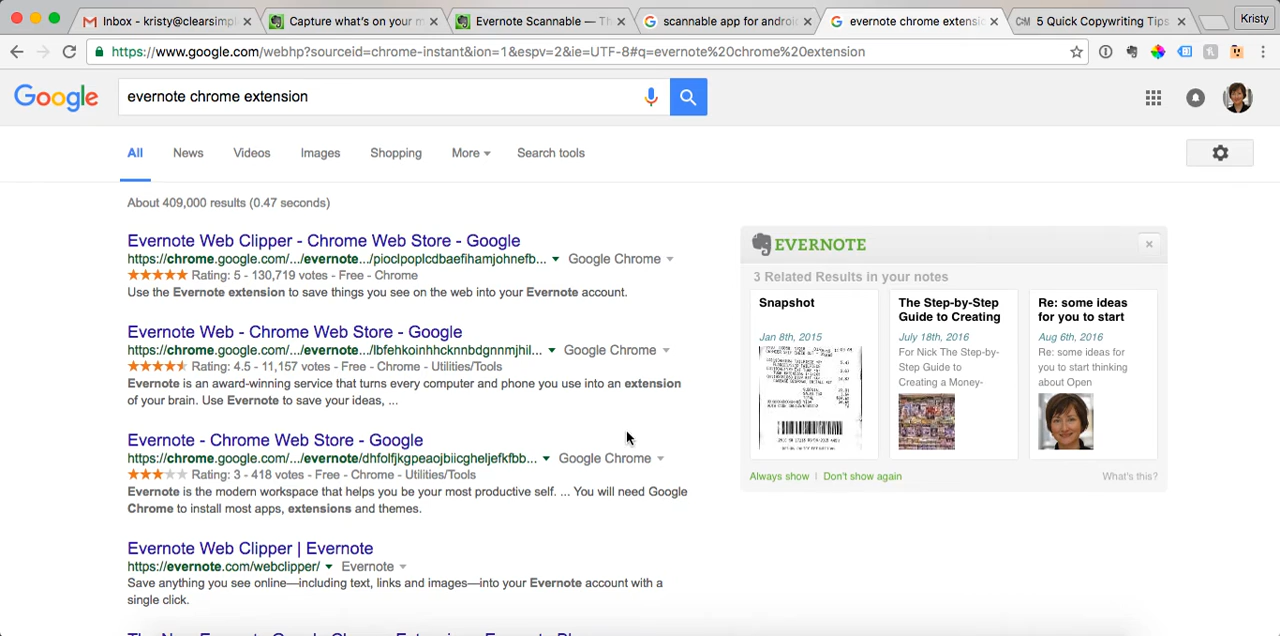 Inbox - kristy@clearsimpl
Capture what's on your m
Evernote Scannable — Th
scannable app for androi
evernote chrome extensi
5 Quick Copywriting Tips
Kristy
https://www.google.com/webhp?sourceid=chrome-instant&ion=1&espv=2&ie=UTF-8#q=evernote%20chrome%20extension
Google
evernote chrome extension
All
News
Videos
Images
Shopping
More
Search tools
About 409,000 results (0.47 seconds)
Evernote Web Clipper - Chrome Web Store - Google
https://chrome.google.com/.../evernote.../pioclpoplcdbaefihamjohnefb... Google Chrome
Rating: 5 - 130,719 votes - Free - Chrome
Use the Evernote extension to save things you see on the web into your Evernote account.
Evernote Web - Chrome Web Store - Google
https://chrome.google.com/.../evernote.../lbfehkoinhhcknnbdgnnmjhil... Google Chrome
Rating: 4.5 - 11,157 votes - Free - Chrome - Utilities/Tools
Evernote is an award-winning service that turns every computer and phone you use into an extension
of your brain. Use Evernote to save your ideas, ...
Evernote - Chrome Web Store - Google
https://chrome.google.com/.../evernote/dhfolfjkgpeaojbiicgheljefkfbb... Google Chrome
Rating: 3 - 418 votes - Free - Chrome - Utilities/Tools
Evernote is the modern workspace that helps you be your most productive self. ... You will need Google
Chrome to install most apps, extensions and themes.
Evernote Web Clipper | Evernote
https://evernote.com/webclipper/ Evernote
Save anything you see online—including text, links and images—into your Evernote account with a
single click.
EVERNOTE
3 Related Results in your notes
Snapshot
Jan 8th, 2015
The Step-by-Step
Guide to Creating
July 18th, 2016
For Nick The Step-by-
Step Guide to
Creating a Money-
Re: some ideas
for you to start
Aug 6th, 2016
Re: some ideas for
you to start thinking
about Open
Always show | Don't show again
What's this?